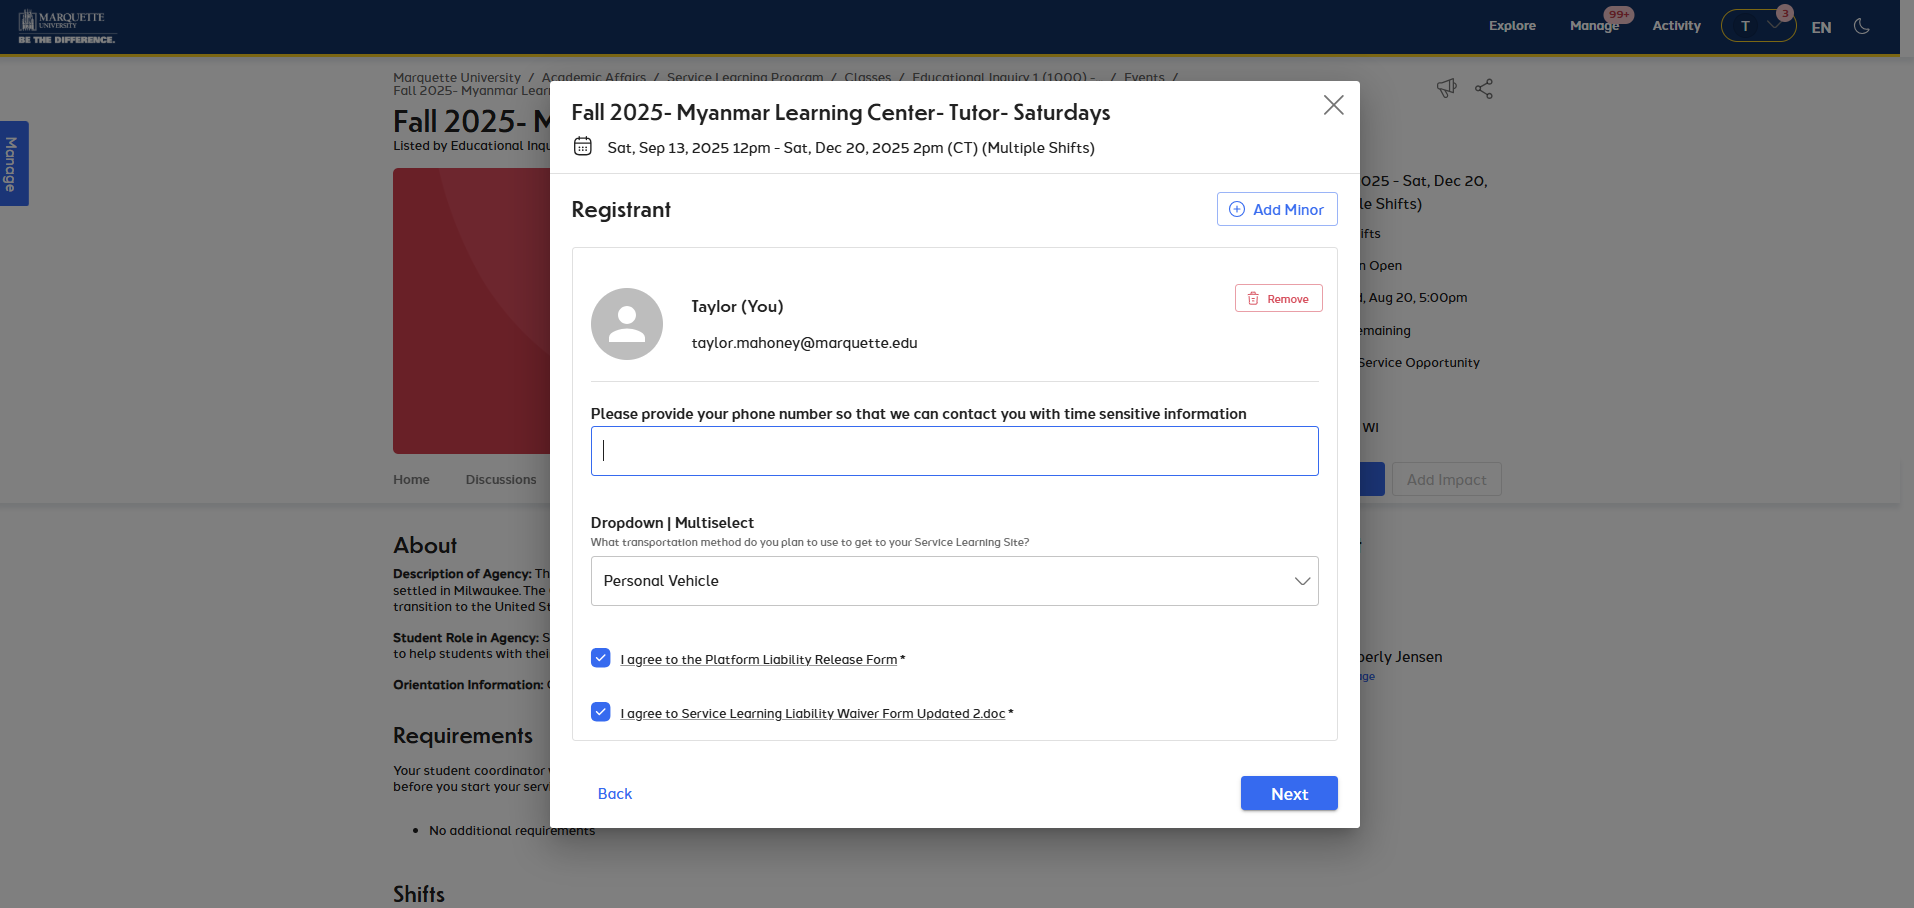 MARQUETTE
UNIVERSITY
BE THE DIFFERENCE.
Explore
Manage
99+
Activity
T
3
EN
Marquette University / Academic Affairs / Service Learning Program / Classes / Educational Inquiry 1 (1000) - ... / Events /
Fall 2025- Myanmar Lear
Fall 2025- M
Listed by Educational Inqu
Manage
Fall 2025- Myanmar Learning Center- Tutor- Saturdays
Sat, Sep 13, 2025 12pm - Sat, Dec 20, 2025 2pm (CT) (Multiple Shifts)
Registrant
Add Minor
Taylor (You)
Remove
taylor.mahoney@marquette.edu
Please provide your phone number so that we can contact you with time sensitive information
Dropdown | Multiselect
What transportation method do you plan to use to get to your Service Learning Site?
Personal Vehicle
I agree to the Platform Liability Release Form *
I agree to Service Learning Liability Waiver Form Updated 2.doc *
Back
Next
025 - Sat, Dec 20,
le Shifts)
ifts
n Open
, Aug 20, 5:00pm
emaining
Service Opportunity
WI
Add Impact
Home
Discussions
About
Description of Agency: Th
settled in Milwaukee. The
transition to the United St
Student Role in Agency: S
to help students with thei
Orientation Information:
Requirements
Your student coordinator
before you start your servi
• No additional requirements
Shifts
erly Jensen
age